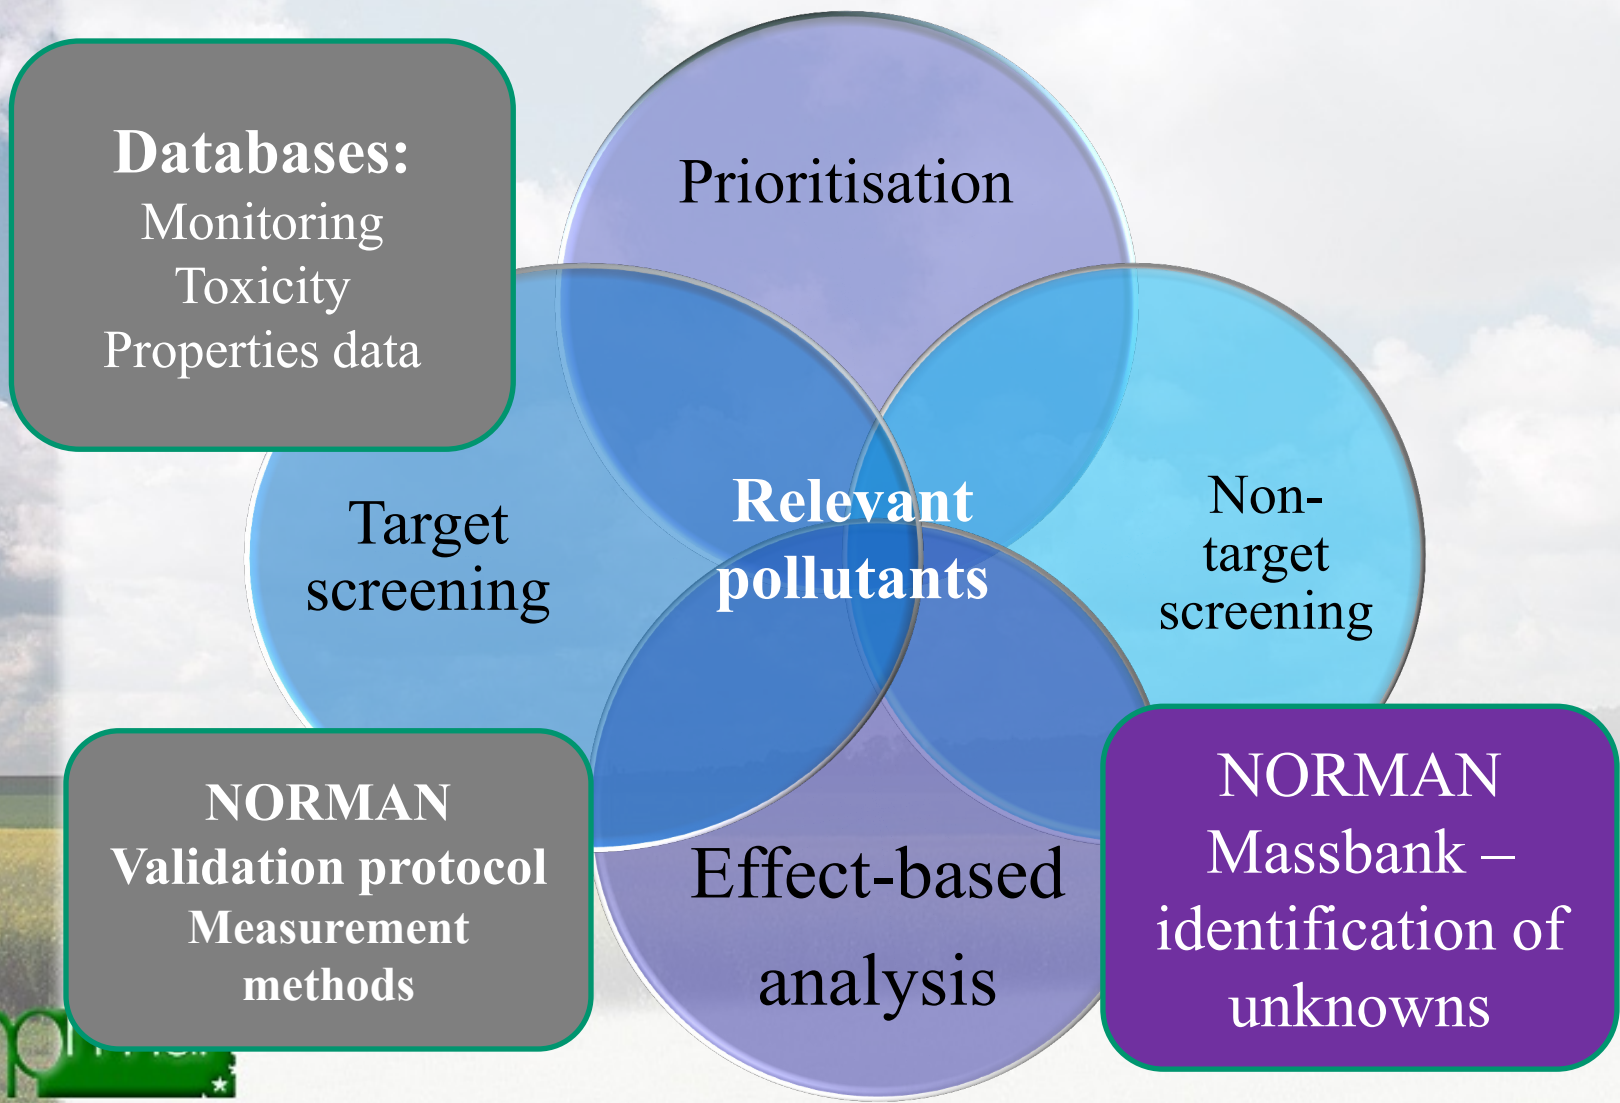 Databases:
Monitoring
Toxicity
Properties data
Prioritisation
Target
screening
Relevant
pollutants
Non-
target
screening
NORMAN
Validation protocol
Measurement
methods
Effect-based
analysis
NORMAN
Massbank –
identification of
unknowns